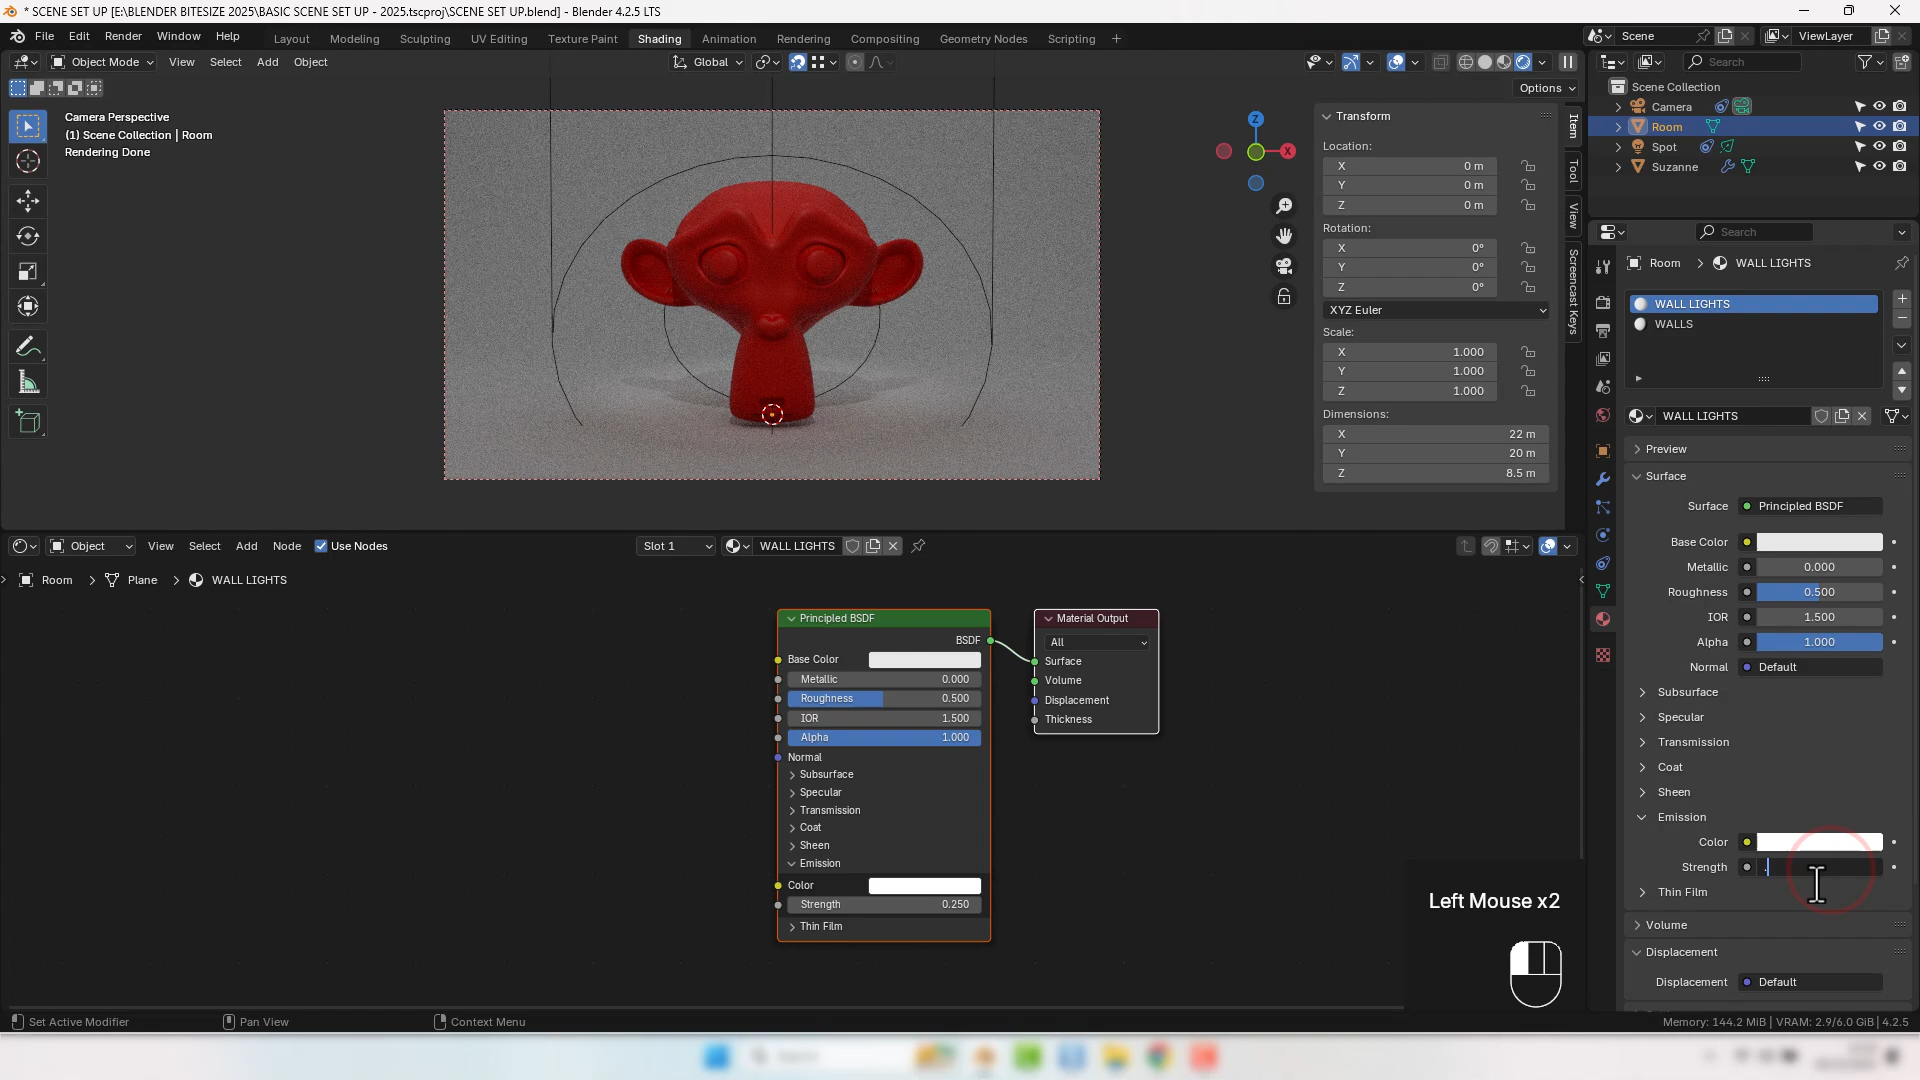 * SCENE SET UP [E:\BLENDER BITESIZE 2025\BASIC SCENE SET UP - 2025.tscproj\SCENE SET UP.blend] - Blender 4.2.5 LTS
File Edit Render Window Help Layout Modeling Sculpting UV Editing Texture Paint Shading Animation Rendering Compositing Geometry Nodes Scripting + Scene ViewLayer
Object Mode View Select Add Object Global Search
Options
Camera Perspective
(1) Scene Collection | Room
Rendering Done
Z
X
Transform
Location:
X 0 m
Y 0 m
Z 0 m
Rotation:
X 0°
Y 0°
Z 0°
XYZ Euler
Scale:
X 1.000
Y 1.000
Z 1.000
Dimensions:
X 22 m
Y 20 m
Z 8.5 m
Item
Tool
View
Screencast Keys
Scene Collection
Camera
Room
Spot
Suzanne
Search
Room > WALL LIGHTS
WALL LIGHTS
WALLS
WALL LIGHTS
Preview
Surface
Surface Principled BSDF
Base Color
Metallic 0.000
Roughness 0.500
IOR 1.500
Alpha 1.000
Normal Default
Subsurface
Specular
Transmission
Coat
Sheen
Emission
Color
Strength .
Thin Film
Volume
Displacement
Displacement Default
Object View Select Add Node Use Nodes Slot 1 WALL LIGHTS
Room > Plane > WALL LIGHTS
Principled BSDF
BSDF
Base Color
Metallic 0.000
Roughness 0.500
IOR 1.500
Alpha 1.000
Normal
Subsurface
Specular
Transmission
Coat
Sheen
Emission
Color
Strength 0.250
Thin Film
Material Output
All
Surface
Volume
Displacement
Thickness
Left Mouse x2
Set Active Modifier Pan View Context Menu Memory: 144.2 MiB | VRAM: 2.9/6.0 GiB | 4.2.5